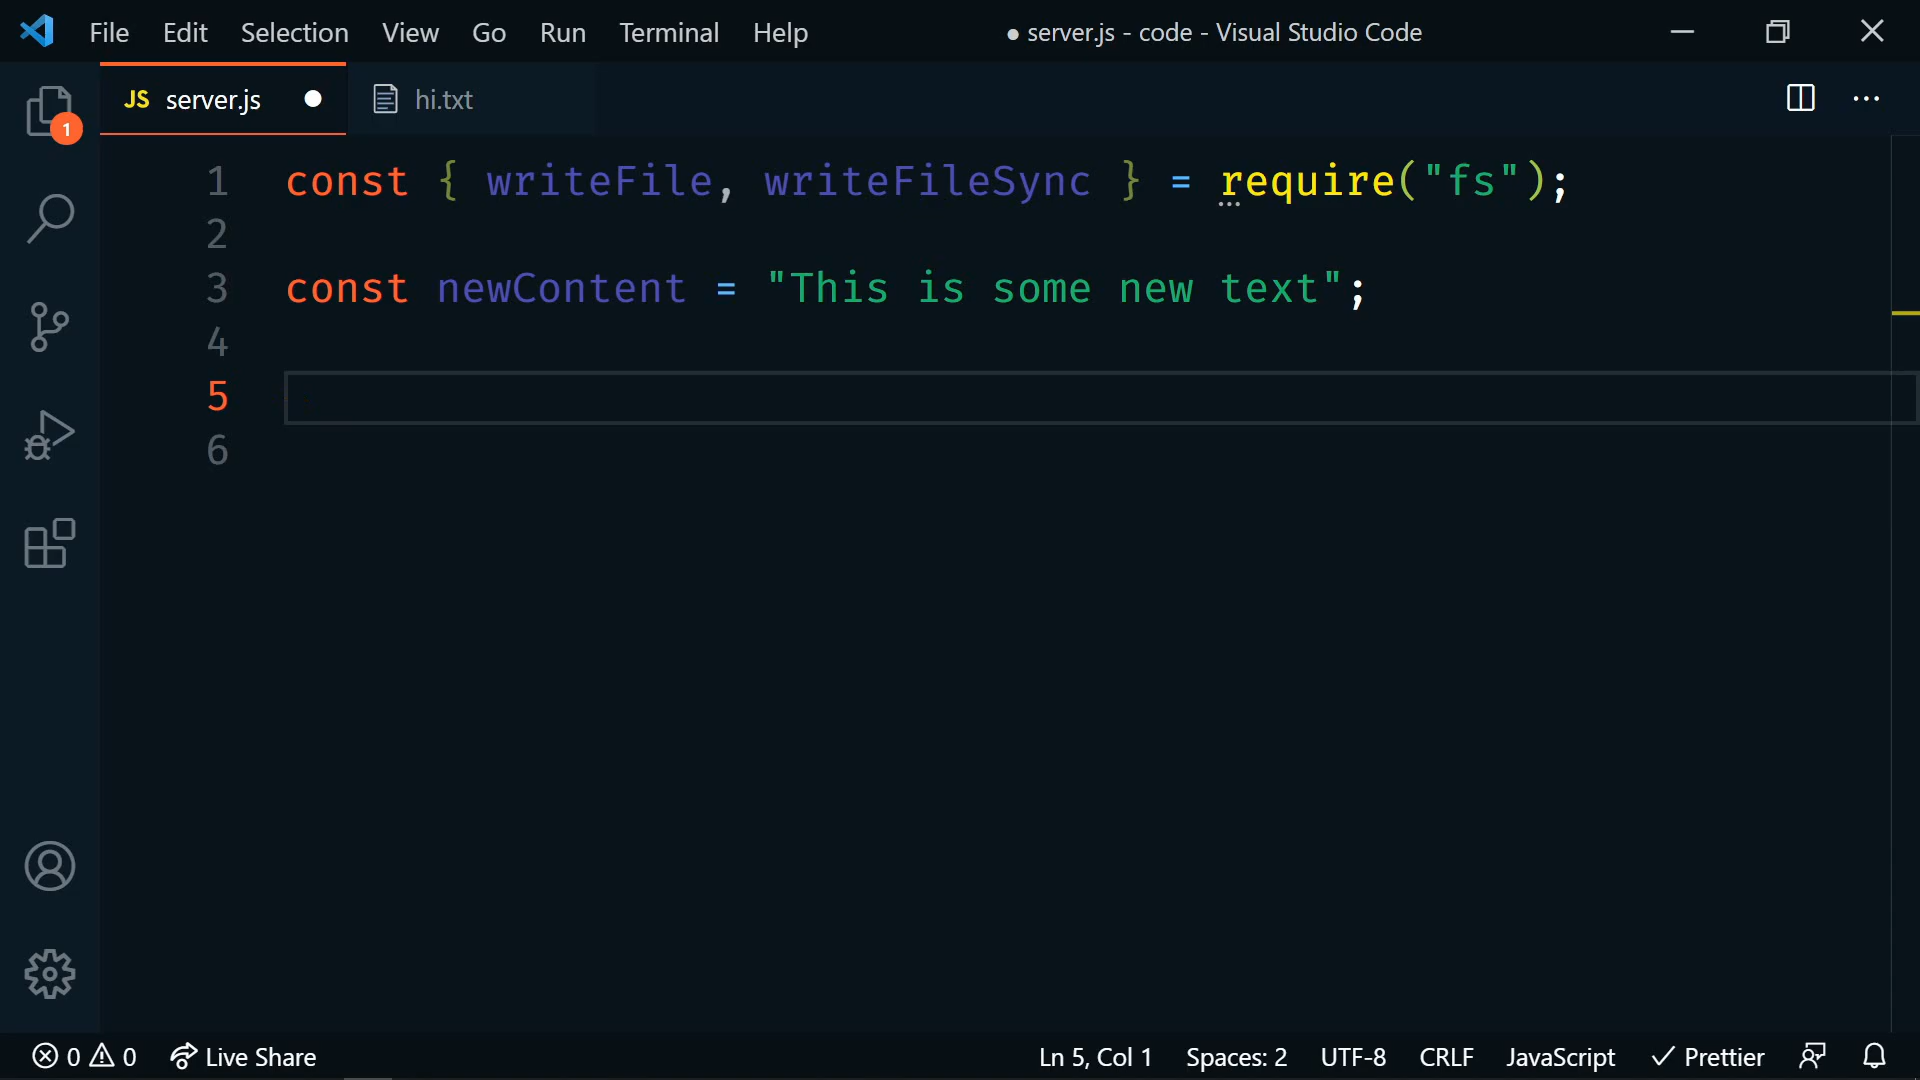 File Edit Selection View Go Run Terminal Help ● server.js - code - Visual Studio Code
JS server.js ● hi.txt ...
1
1 const { writeFile, writeFileSync } = require("fs");
2
3 const newContent = "This is some new text";
4
5
6
0 0 Live Share Ln 5, Col 1 Spaces: 2 UTF-8 CRLF JavaScript Prettier